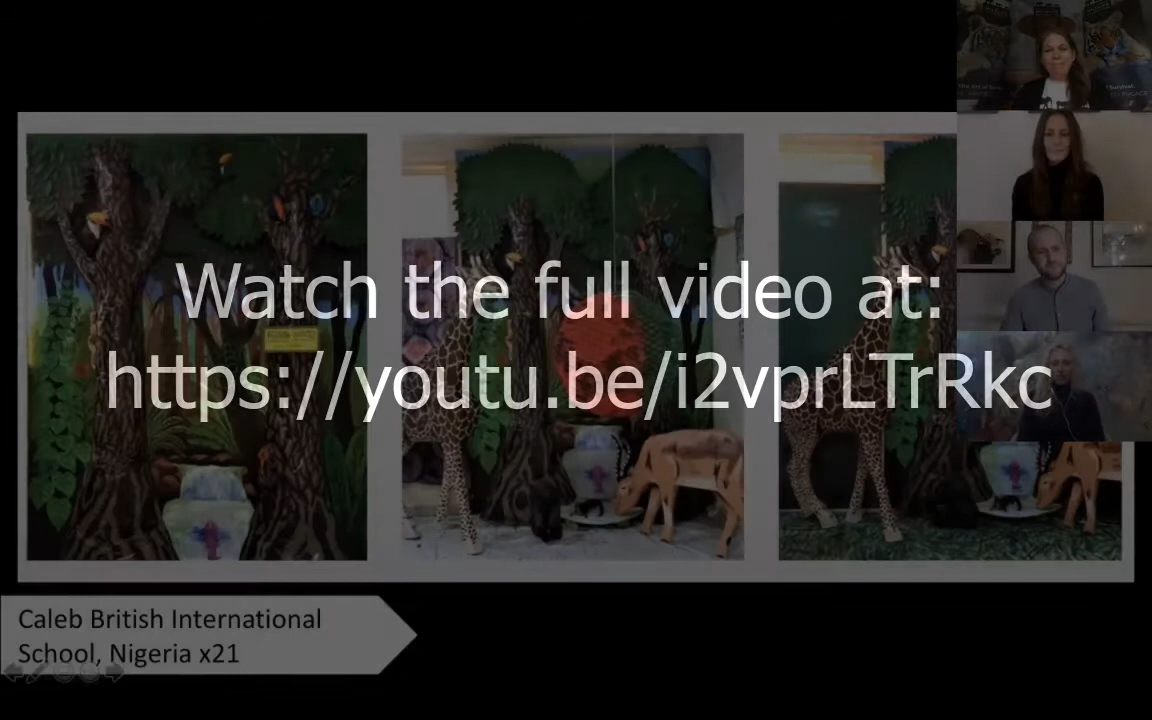 Watch the full video at:
https://youtu.be/i2vprLTrRkc
Caleb British International
School, Nigeria x21